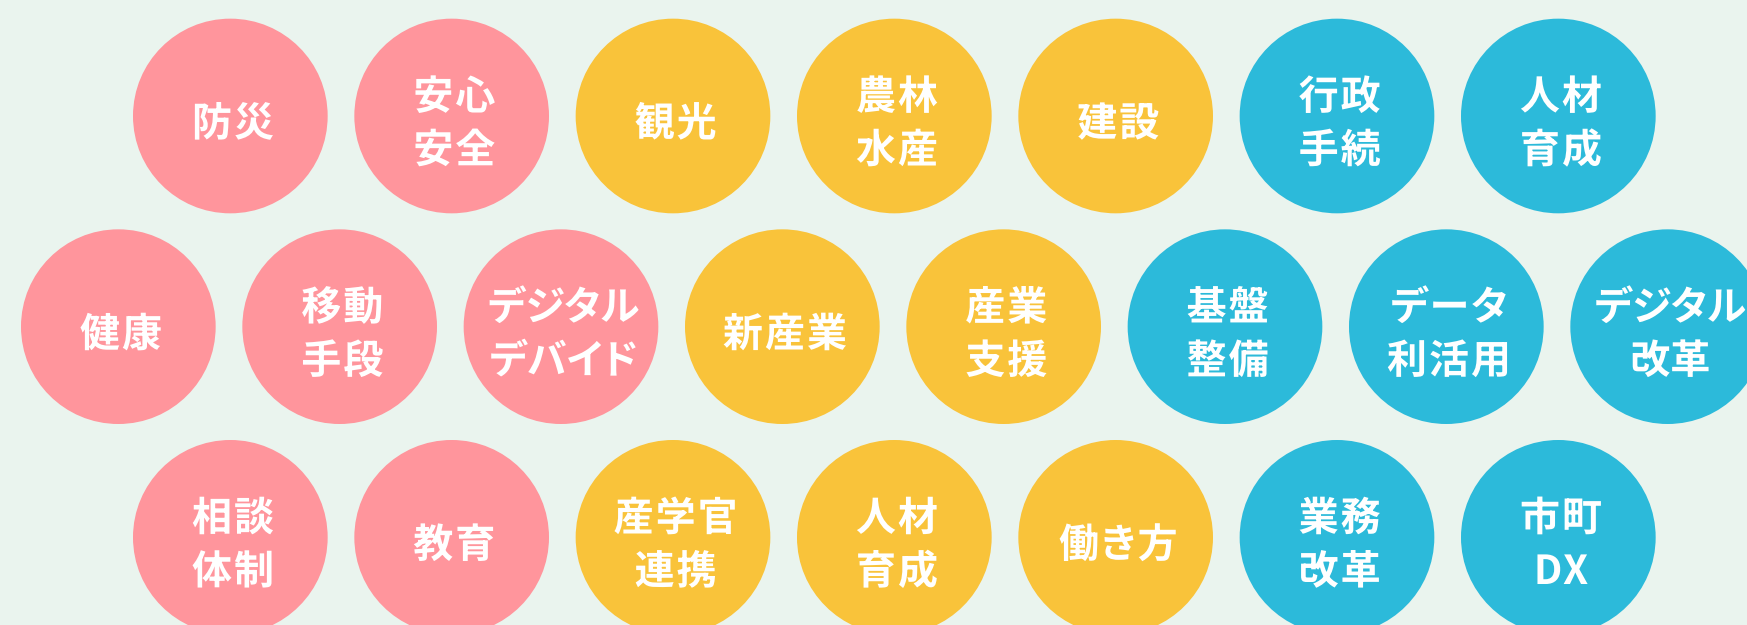 防災
安心
安全
観光
農林
水産
建設
行政
手続
人材
育成
健康
移動
手段
デジタル
デバイド
新産業
産業
支援
基盤
整備
データ
利活用
デジタル
改革
相談
体制
教育
産学官
連携
人材
育成
働き方
業務
改革
市町
DX